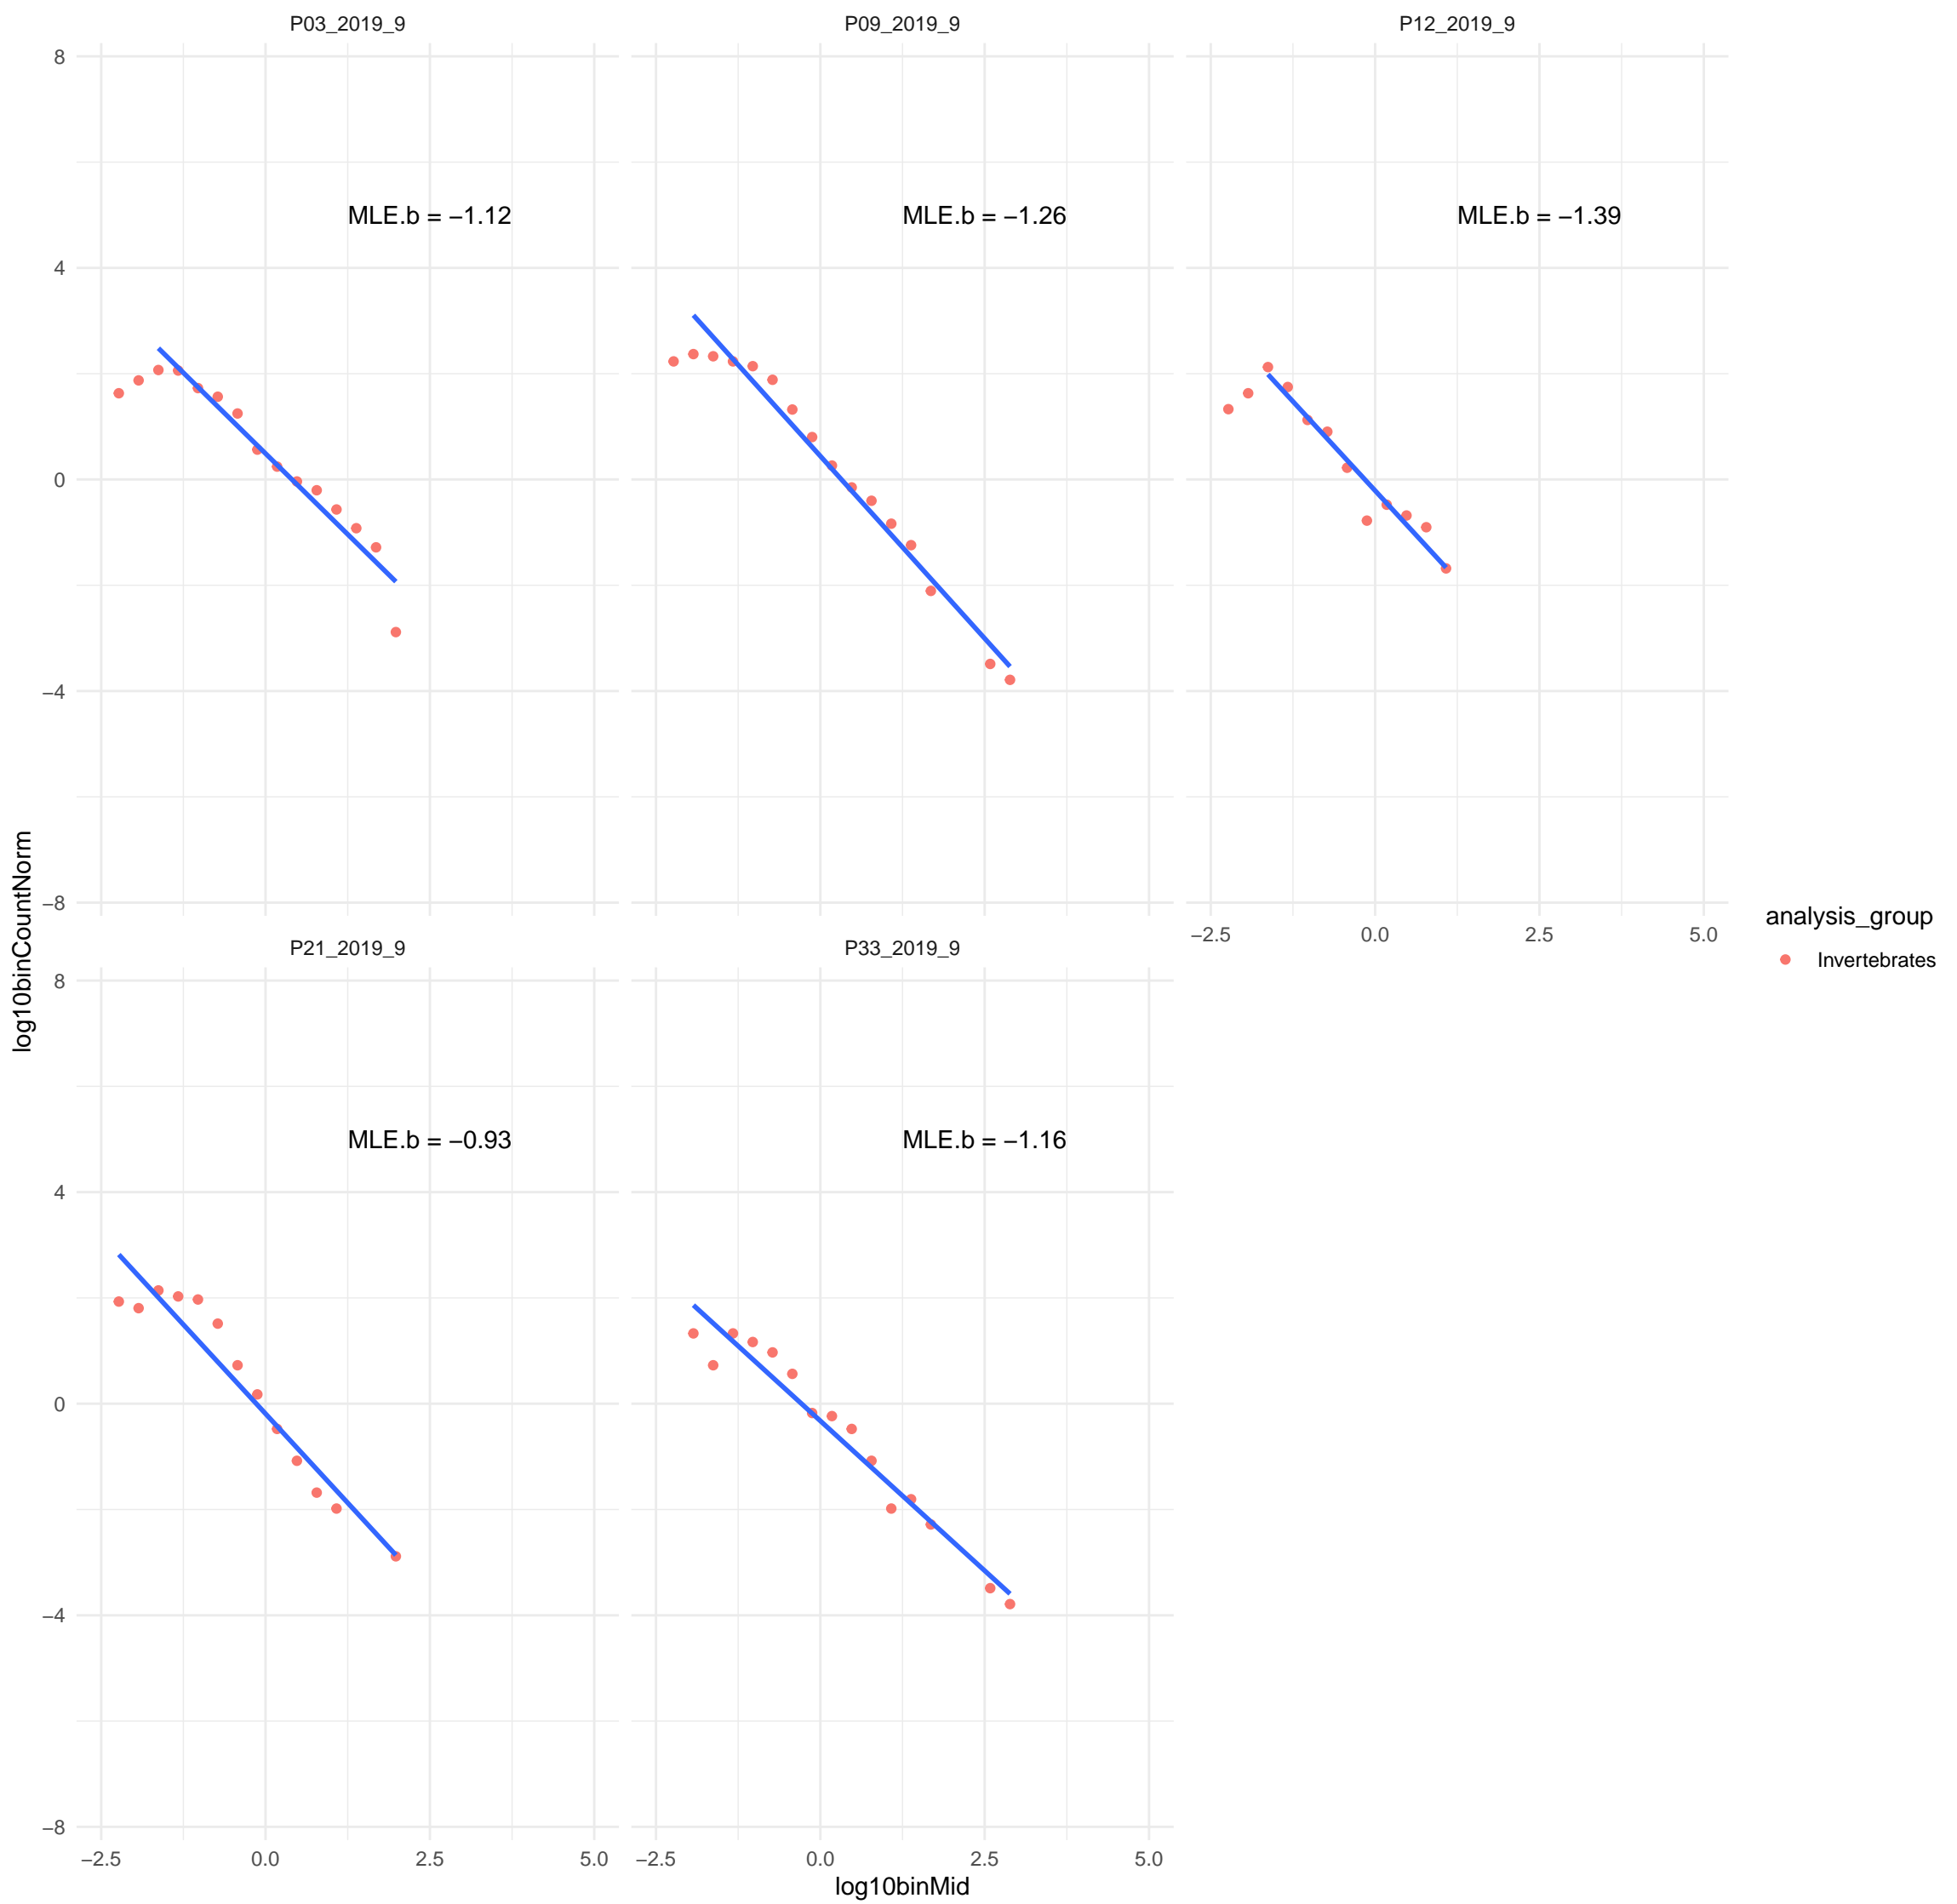 P03_2019_9
P09_2019_9
P12_2019_9
8
4
0
−4
−8
MLE.b = −1.12
MLE.b = −1.26
MLE.b = −1.39
−2.5
0.0
2.5
5.0
P21_2019_9
P33_2019_9
8
4
0
−4
−8
MLE.b = −0.93
MLE.b = −1.16
−2.5
0.0
2.5
5.0
−2.5
0.0
2.5
5.0
log10binMid
log10binCountNorm
analysis_group
Invertebrates